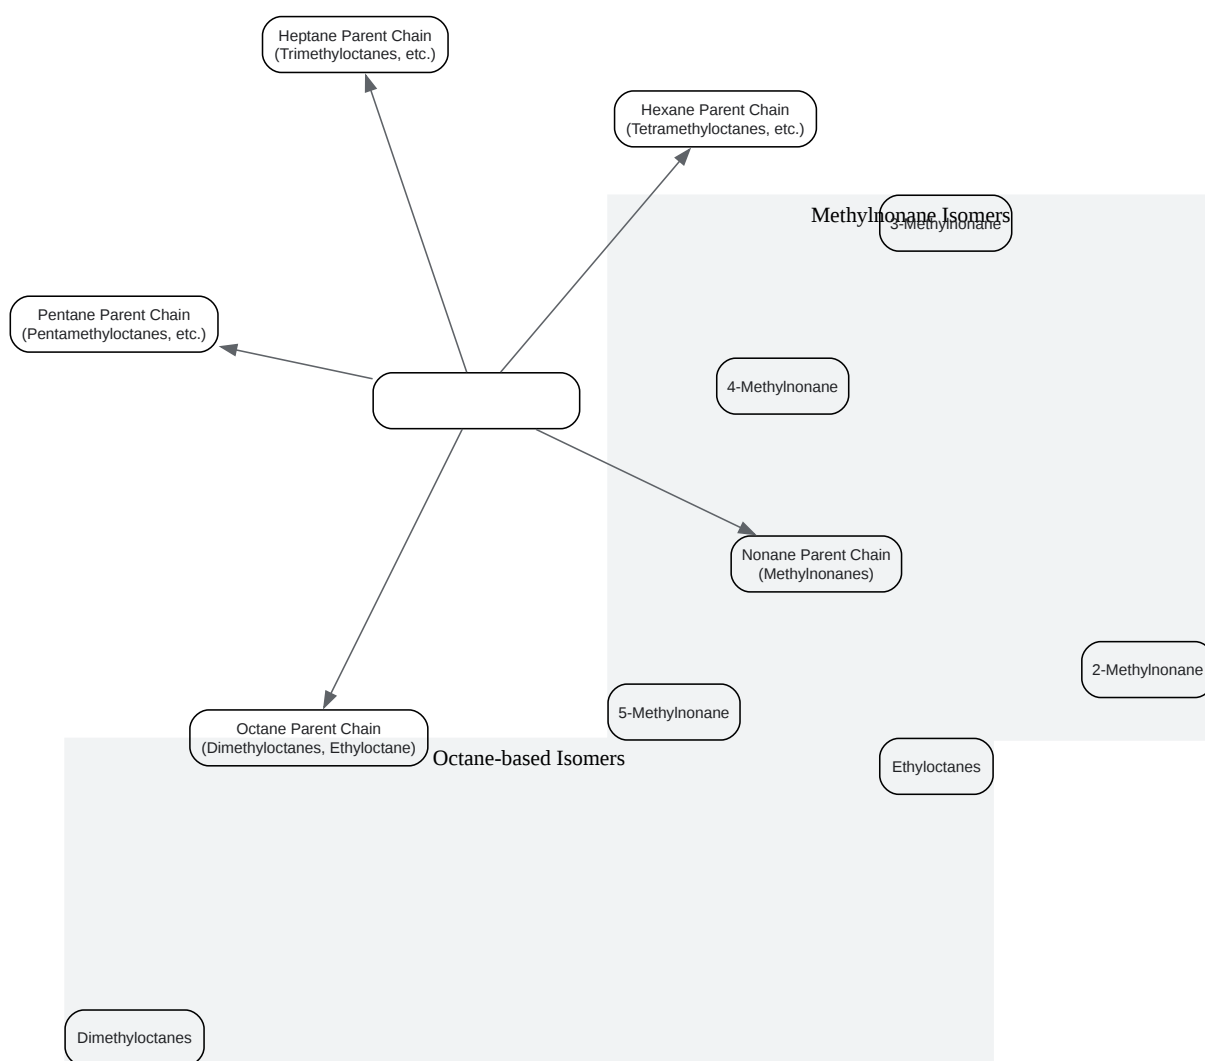 Heptane Parent Chain
(Trimethyloctanes, etc.)
Hexane Parent Chain
(Tetramethyloctanes, etc.)
Methylnonane Isomers
3-Methylnonane
Pentane Parent Chain
(Pentamethyloctanes, etc.)
4-Methylnonane
Nonane Parent Chain
(Methylnonanes)
2-Methylnonane
5-Methylnonane
Octane Parent Chain
(Dimethyloctanes, Ethyloctane)
Octane-based Isomers
Ethyloctanes
Dimethyloctanes